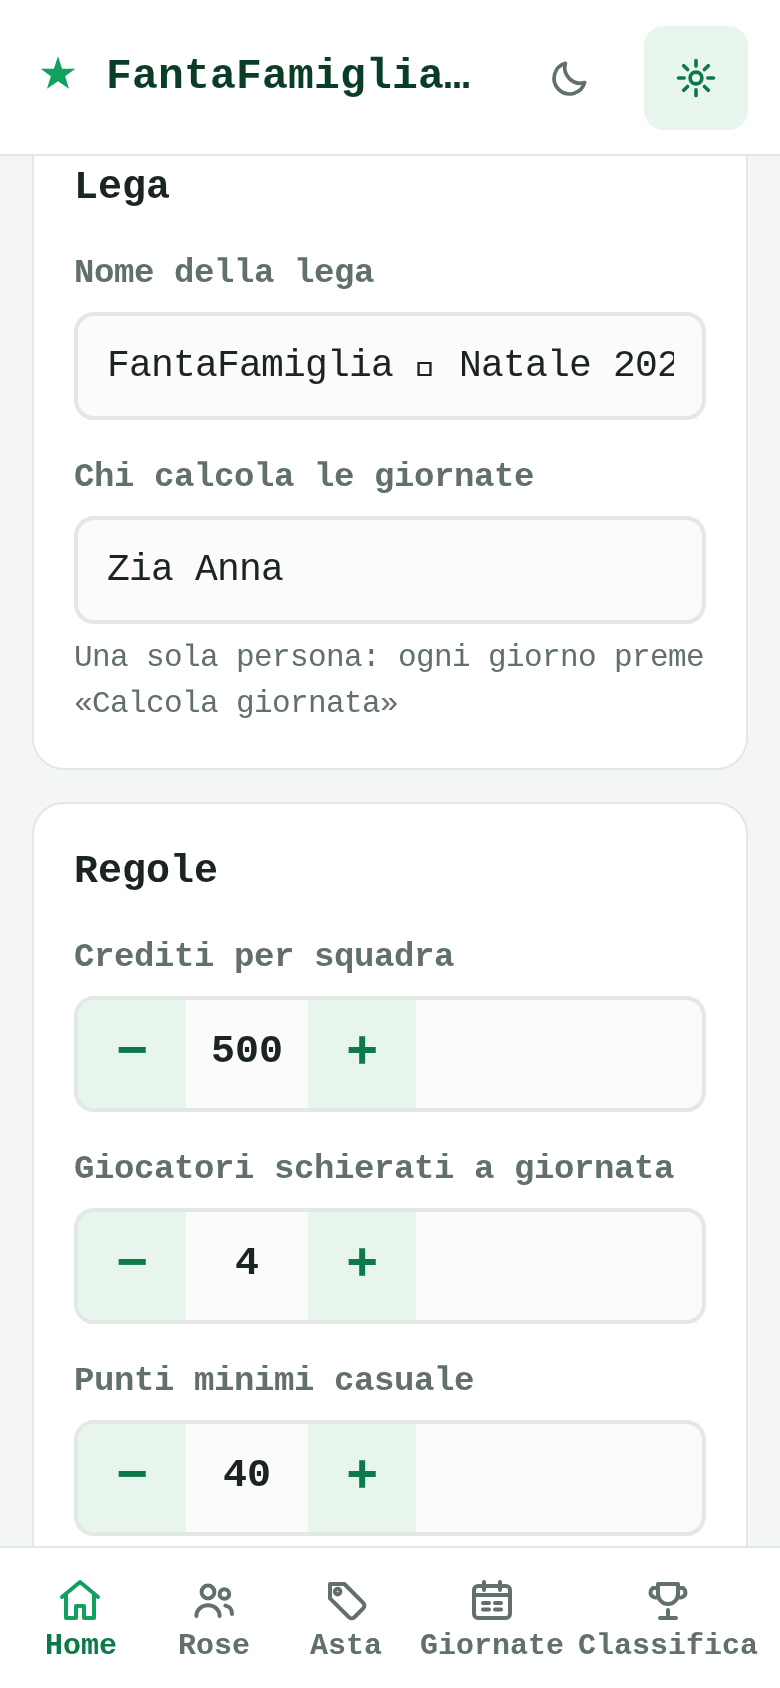 ★ FantaFamiglia…
Lega
Nome della lega
FantaFamiglia □ Natale 202
Chi calcola le giornate
Zia Anna
Una sola persona: ogni giorno preme
«Calcola giornata»
Regole
Crediti per squadra
− 500 +
Giocatori schierati a giornata
− 4 +
Punti minimi casuale
− 40 +
Home Rose Asta Giornate Classifica